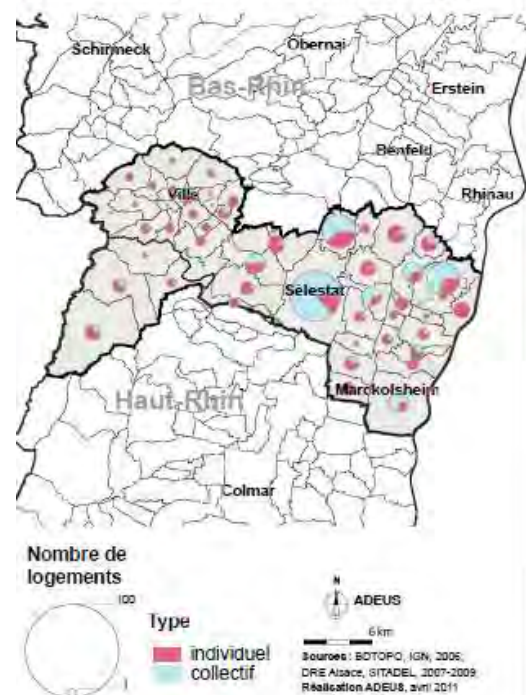 Schirmeck
Obernai
Bas-Rhin
Erstein
Benfeld
Rhinau
Villé
Sélestat
Marckolsheim
Haut-Rhin
Colmar
Nombre de
logements
100
1
Type
individuel
collectif
N
ADEUS
6 km
Sources : BDTOPO, IGN, 2006;
DRE Alsace, SITADEL, 2007-2009;
Réalisation ADEUS, avril 2011